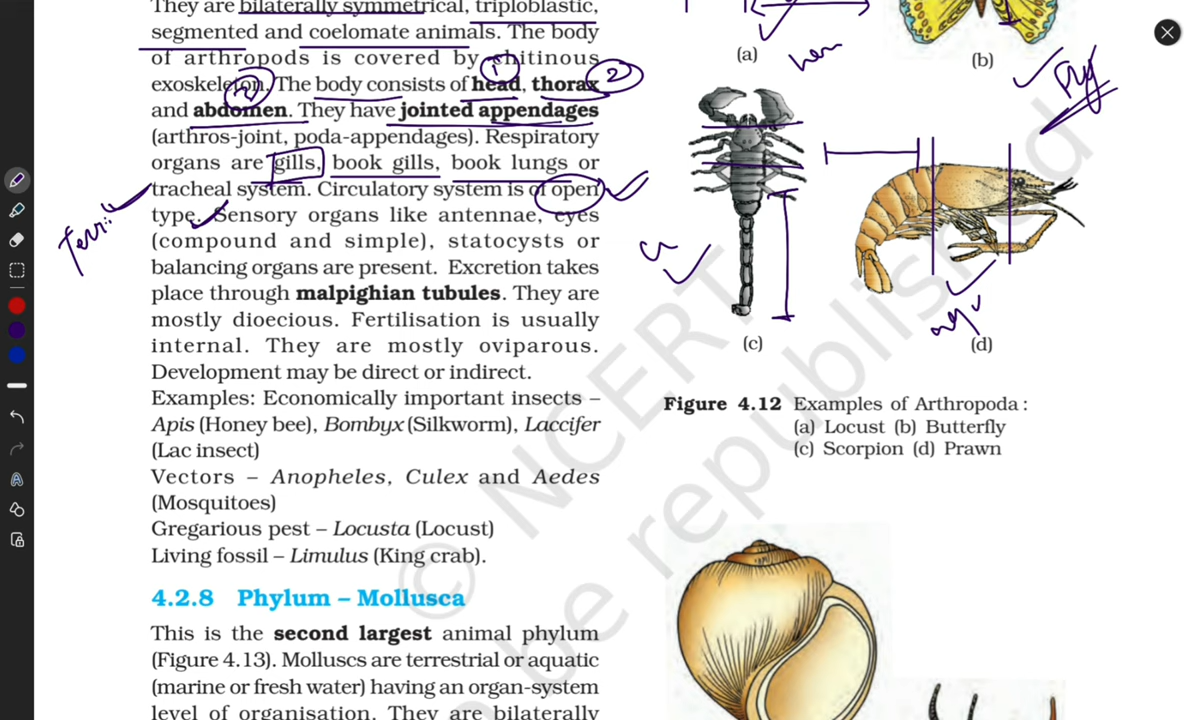 They are bilaterally symmetrical, triploblastic,
segmented and coelomate animals. The body
of arthropods is covered by chitinous
exoskeleton. The body consists of head, thorax
and abdomen. They have jointed appendages
(arthros-joint, poda-appendages). Respiratory
organs are gills, book gills, book lungs or
tracheal system. Circulatory system is of open
type. Sensory organs like antennae, eyes
(compound and simple), statocysts or
balancing organs are present. Excretion takes
place through malpighian tubules. They are
mostly dioecious. Fertilisation is usually
internal. They are mostly oviparous.
Development may be direct or indirect.
Examples: Economically important insects –
Apis (Honey bee), Bombyx (Silkworm), Laccifer
(Lac insect)
Vectors – Anopheles, Culex and Aedes
(Mosquitoes)
Gregarious pest – Locusta (Locust)
Living fossil – Limulus (King crab).
4.2.8 Phylum – Mollusca
This is the second largest animal phylum
(Figure 4.13). Molluscs are terrestrial or aquatic
(marine or fresh water) having an organ-system
level of organisation. They are bilaterally
(a)
(b)
(c)
(d)
Figure 4.12 Examples of Arthropoda :
(a) Locust (b) Butterfly
(c) Scorpion (d) Prawn
1
2
© NCERT
be republished